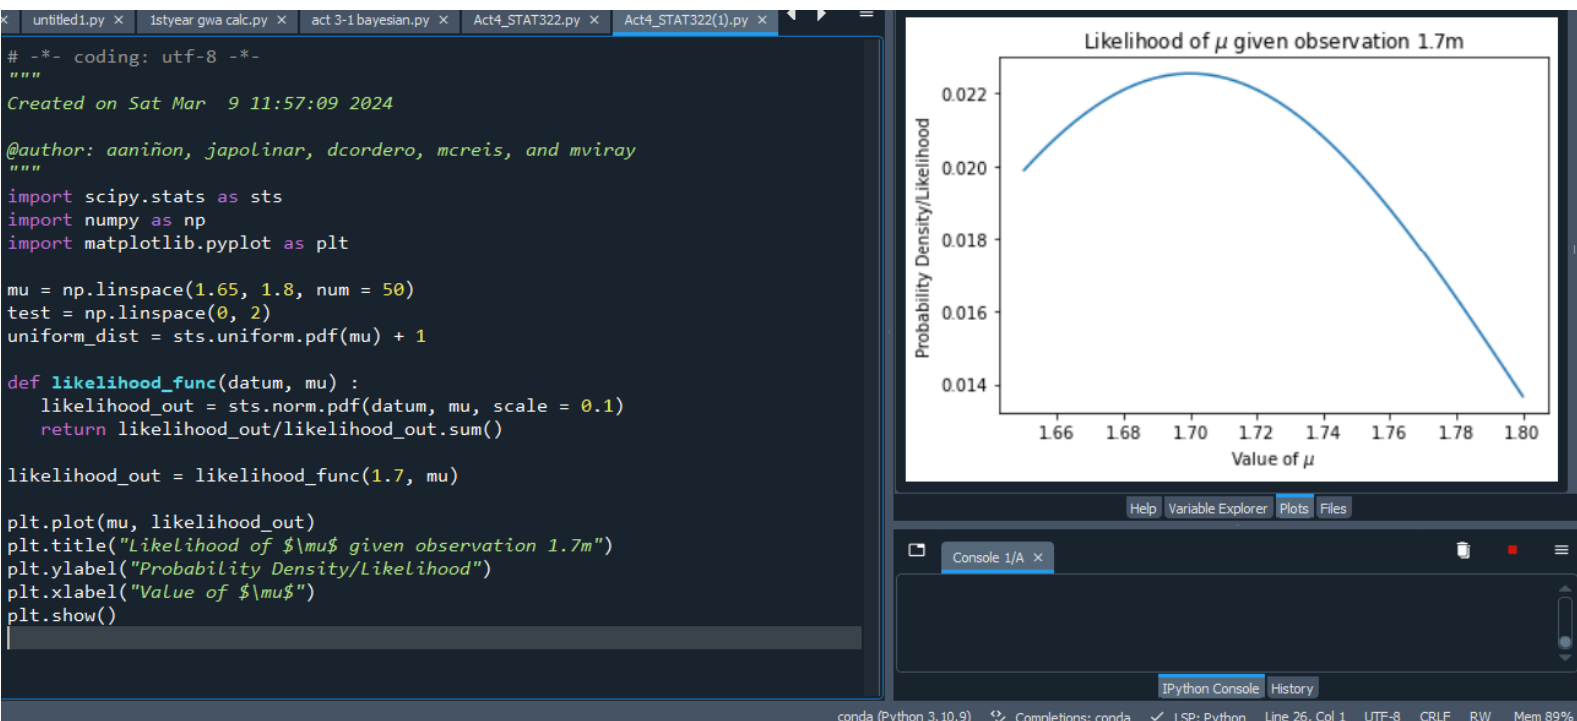 untitled1.py × 1styear gwa calc.py × act 3-1 bayesian.py × Act4_STAT322.py × Act4_STAT322(1).py ×
# -*- coding: utf-8 -*-
"""
Created on Sat Mar  9 11:57:09 2024
@author: aaniñon, japolinar, dcordero, mcreis, and mviray
"""
import scipy.stats as sts
import numpy as np
import matplotlib.pyplot as plt
mu = np.linspace(1.65, 1.8, num = 50)
test = np.linspace(0, 2)
uniform_dist = sts.uniform.pdf(mu) + 1
def likelihood_func(datum, mu) :
   likelihood_out = sts.norm.pdf(datum, mu, scale = 0.1)
   return likelihood_out/likelihood_out.sum()
likelihood_out = likelihood_func(1.7, mu)
plt.plot(mu, likelihood_out)
plt.title("Likelihood of $\mu$ given observation 1.7m")
plt.ylabel("Probability Density/Likelihood")
plt.xlabel("Value of $\mu$")
plt.show()
Likelihood of μ given observation 1.7m
Probability Density/Likelihood
0.022
0.020
0.018
0.016
0.014
1.66 1.68 1.70 1.72 1.74 1.76 1.78 1.80
Value of μ
Help Variable Explorer Plots Files
Console 1/A ×
IPython Console History
conda (Python 3.10.9) Completions: conda ✓ LSP: Python Line 26, Col 1 UTF-8 CRLF RW Mem 89%